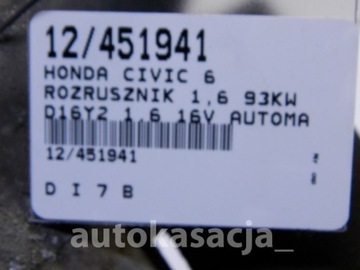 12/451941
HONDA CIVIC 6
ROZRUSZNIK 1,6 93KW
D16Y2 1.6 16V AUTOMA
12/451941
D I 7 B
autokasacja_